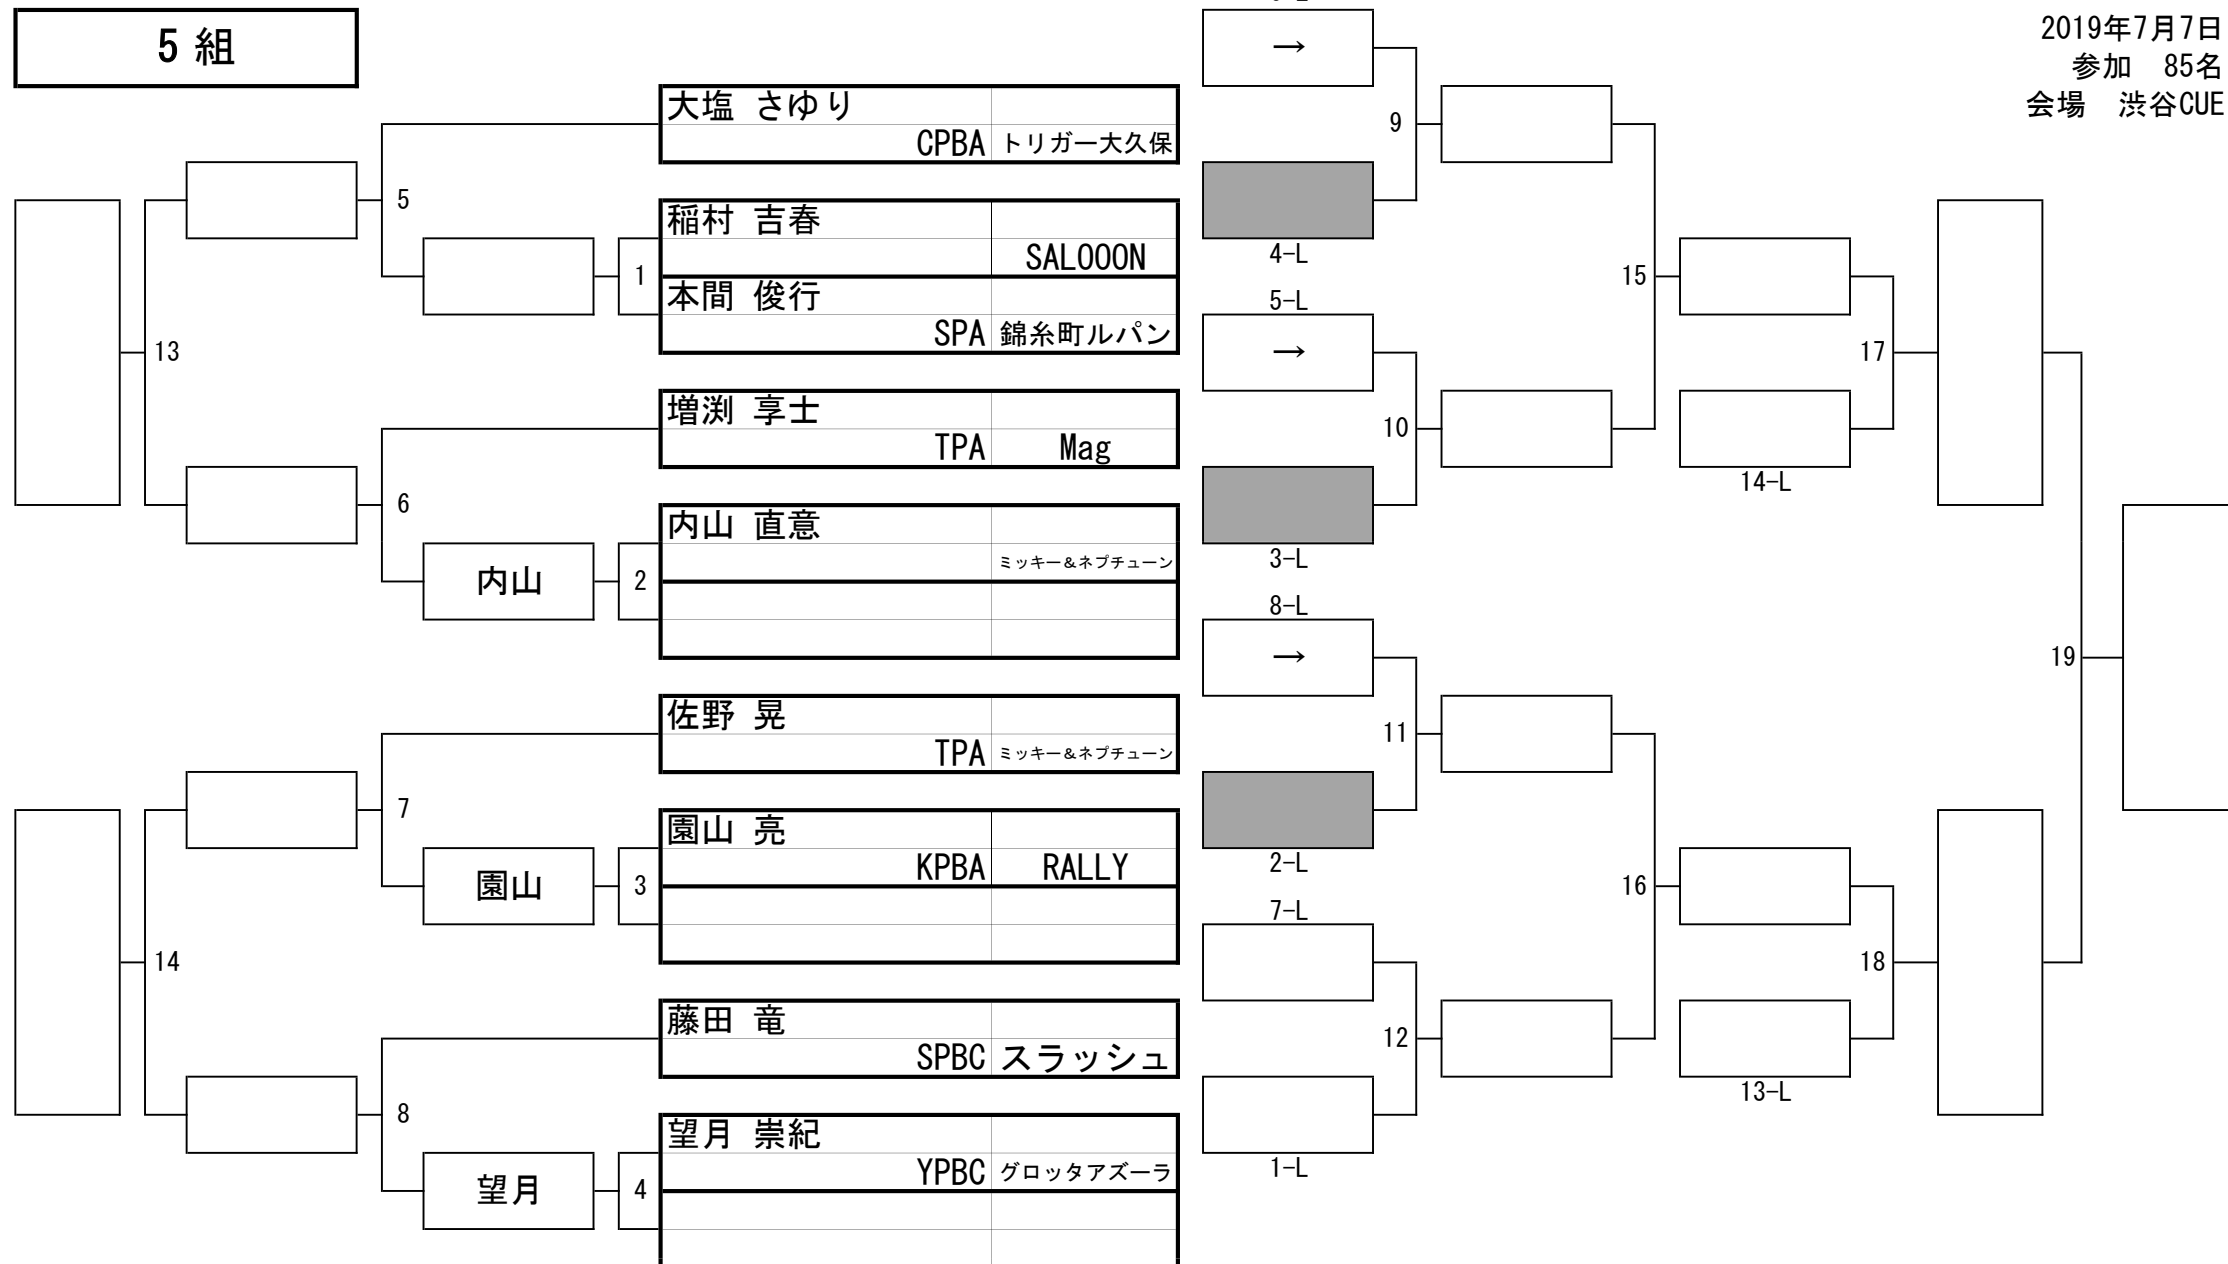 5 組
2019年7月7日
参加　85名
会場　渋谷CUE
大塩 さゆり
CPBA トリガー大久保
5
稲村 吉春
SALOOON
1
本間 俊行
SPA 錦糸町ルパン
13
増渕 享士
TPA Mag
6
内山 直意
ミッキー＆ネプチューン
内山 2
佐野 晃
TPA ミッキー＆ネプチューン
7
園山 亮
KPBA RALLY
園山 3
14
藤田 竜
SPBC スラッシュ
8
望月 崇紀
YPBC グロッタアズーラ
望月 4
→
9
4-L
5-L
→
10
3-L
8-L
→
11
2-L
7-L
12
1-L
15
16
17
14-L
18
13-L
19